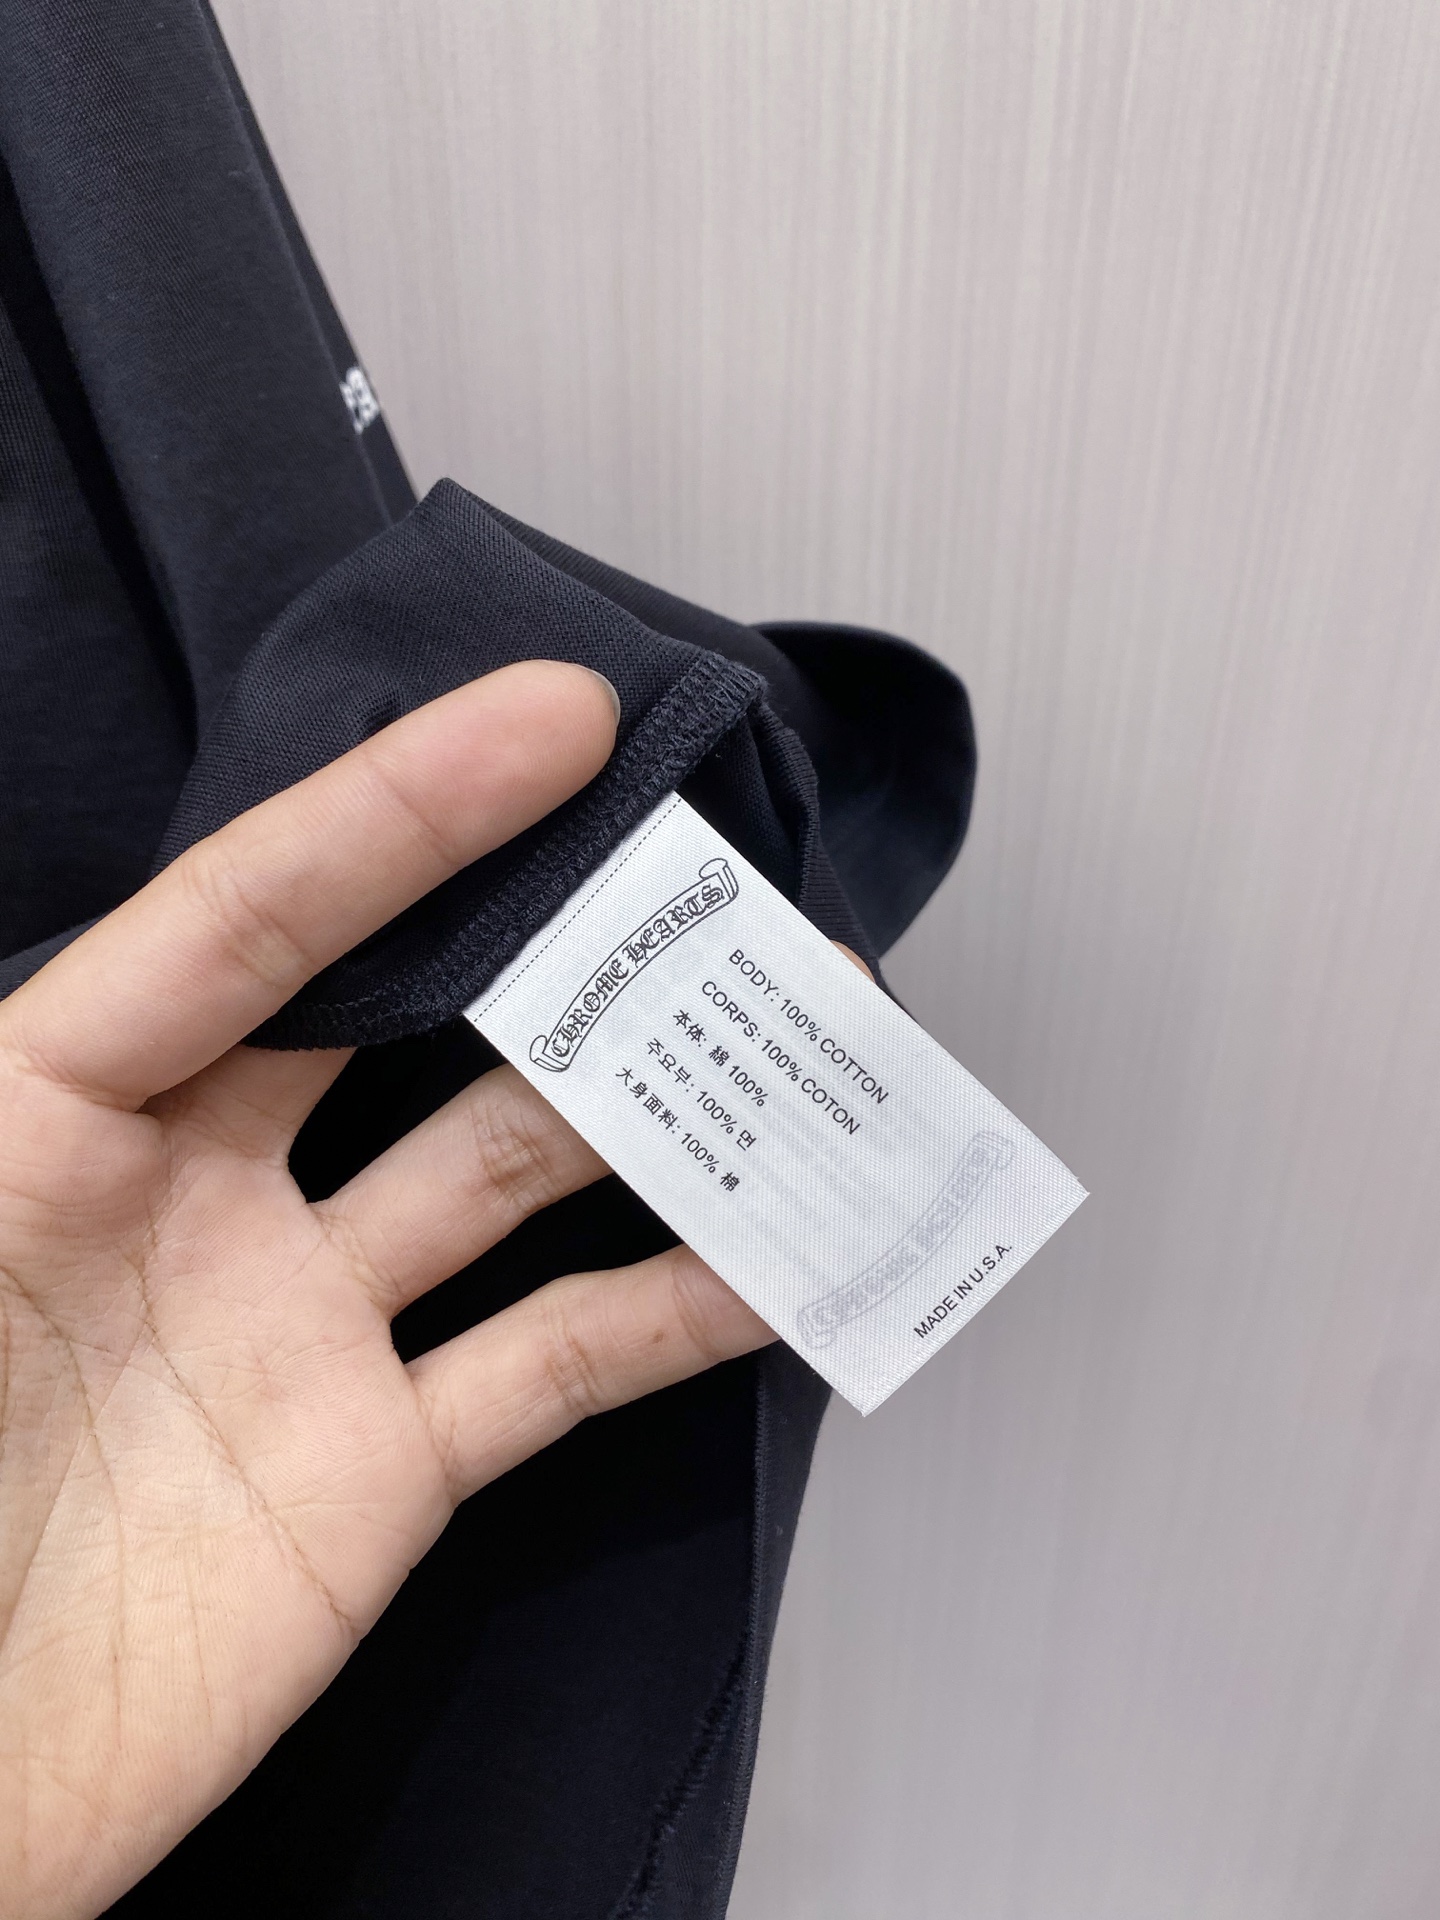 CHROME HEARTS
BODY: 100% COTTON
CORPS: 100% COTON
本体: 綿 100%
주요부: 100% 면
大身面料: 100% 棉
MADE IN U.S.A.